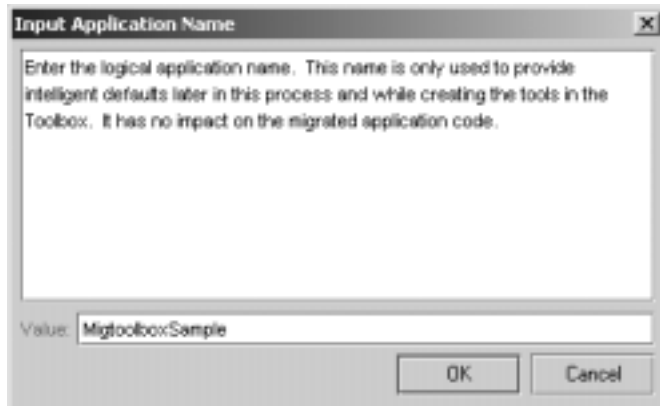 Input Application Name
Enter the logical application name. This name is only used to provide
intelligent defaults later in this process and while creating the tools in the
Toolbox. It has no impact on the migrated application code.
Value: MigtoolboxSample
OK Cancel